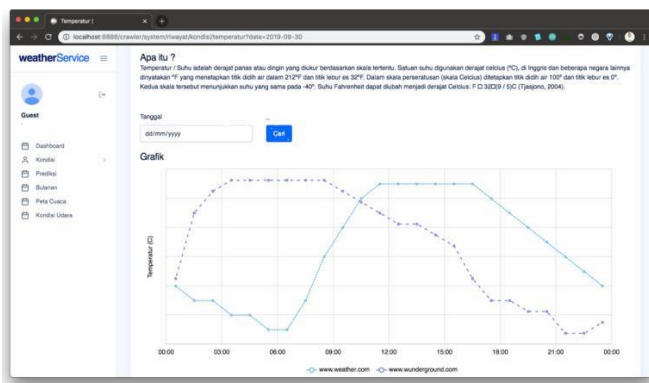 Temperatur |
localhost:8888/crawler/system/riwayat/kondisi/temperatur?date=2019-09-30
weatherService
Guest
Dashboard
Kondisi
Prediksi
Bulanan
Peta Cuaca
Kondisi Udara
Apa itu ?
Temperatur / Suhu adalah derajat panas atau dingin yang diukur berdasarkan skala tertentu. Satuan suhu digunakan derajat celcius (ºC), di Inggris dan beberapa negara lainnya
dinyatakan ºF yang menetapkan titik didih air dalam 212ºF dan titik lebur es 32ºF. Dalam skala perseratusan (skala Celcius) ditetapkan titik didih air 100º dan titik lebur es 0º.
Kedua skala tersebut menunjukkan suhu yang sama pada -40º. Suhu Fahrenheit dapat diubah menjadi derajat Celcius: F □ 32□(9 / 5)C (Tjasjono, 2004).
Tanggal
dd/mm/yyyy
Cari
Grafik
Temperatur (C)
00:00 03:00 06:00 09:00 12:00 15:00 18:00 21:00 00:00
www.weather.com www.wunderground.com